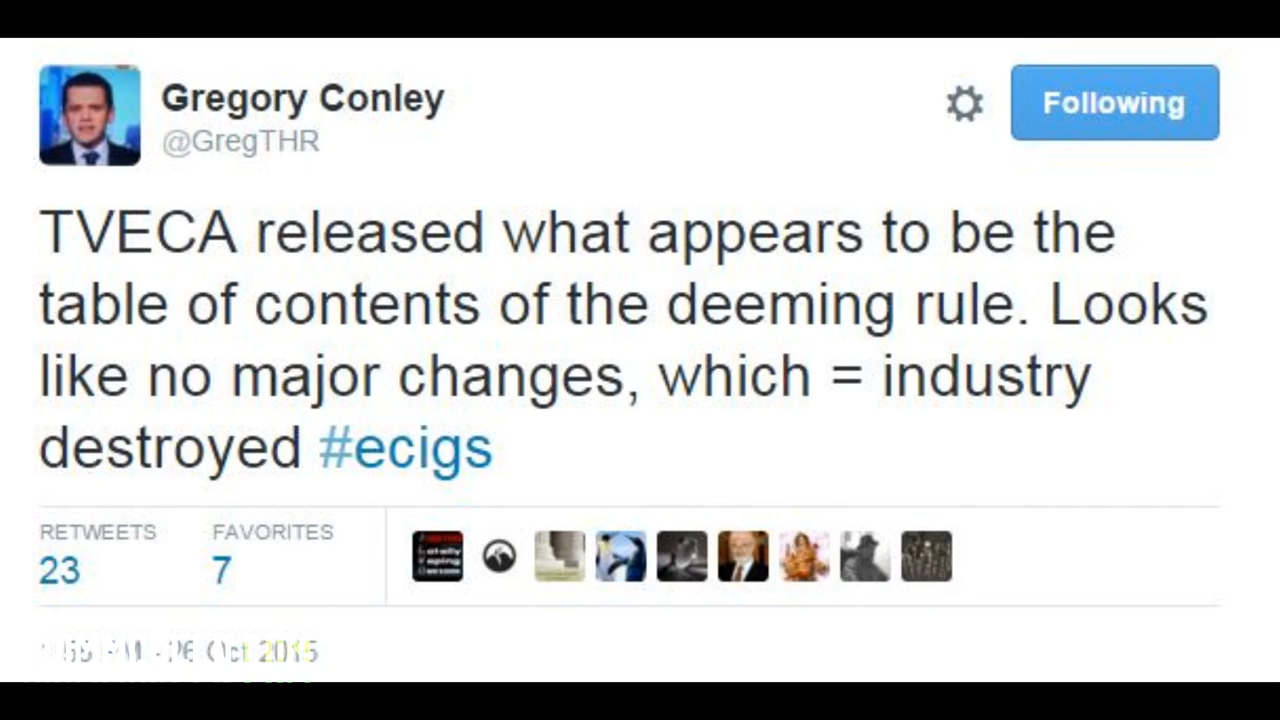 Gregory Conley
@GregTHR
Following
TVECA released what appears to be the
table of contents of the deeming rule. Looks
like no major changes, which = industry
destroyed #ecigs
RETWEETS FAVORITES
23 7
26 Oct 2015